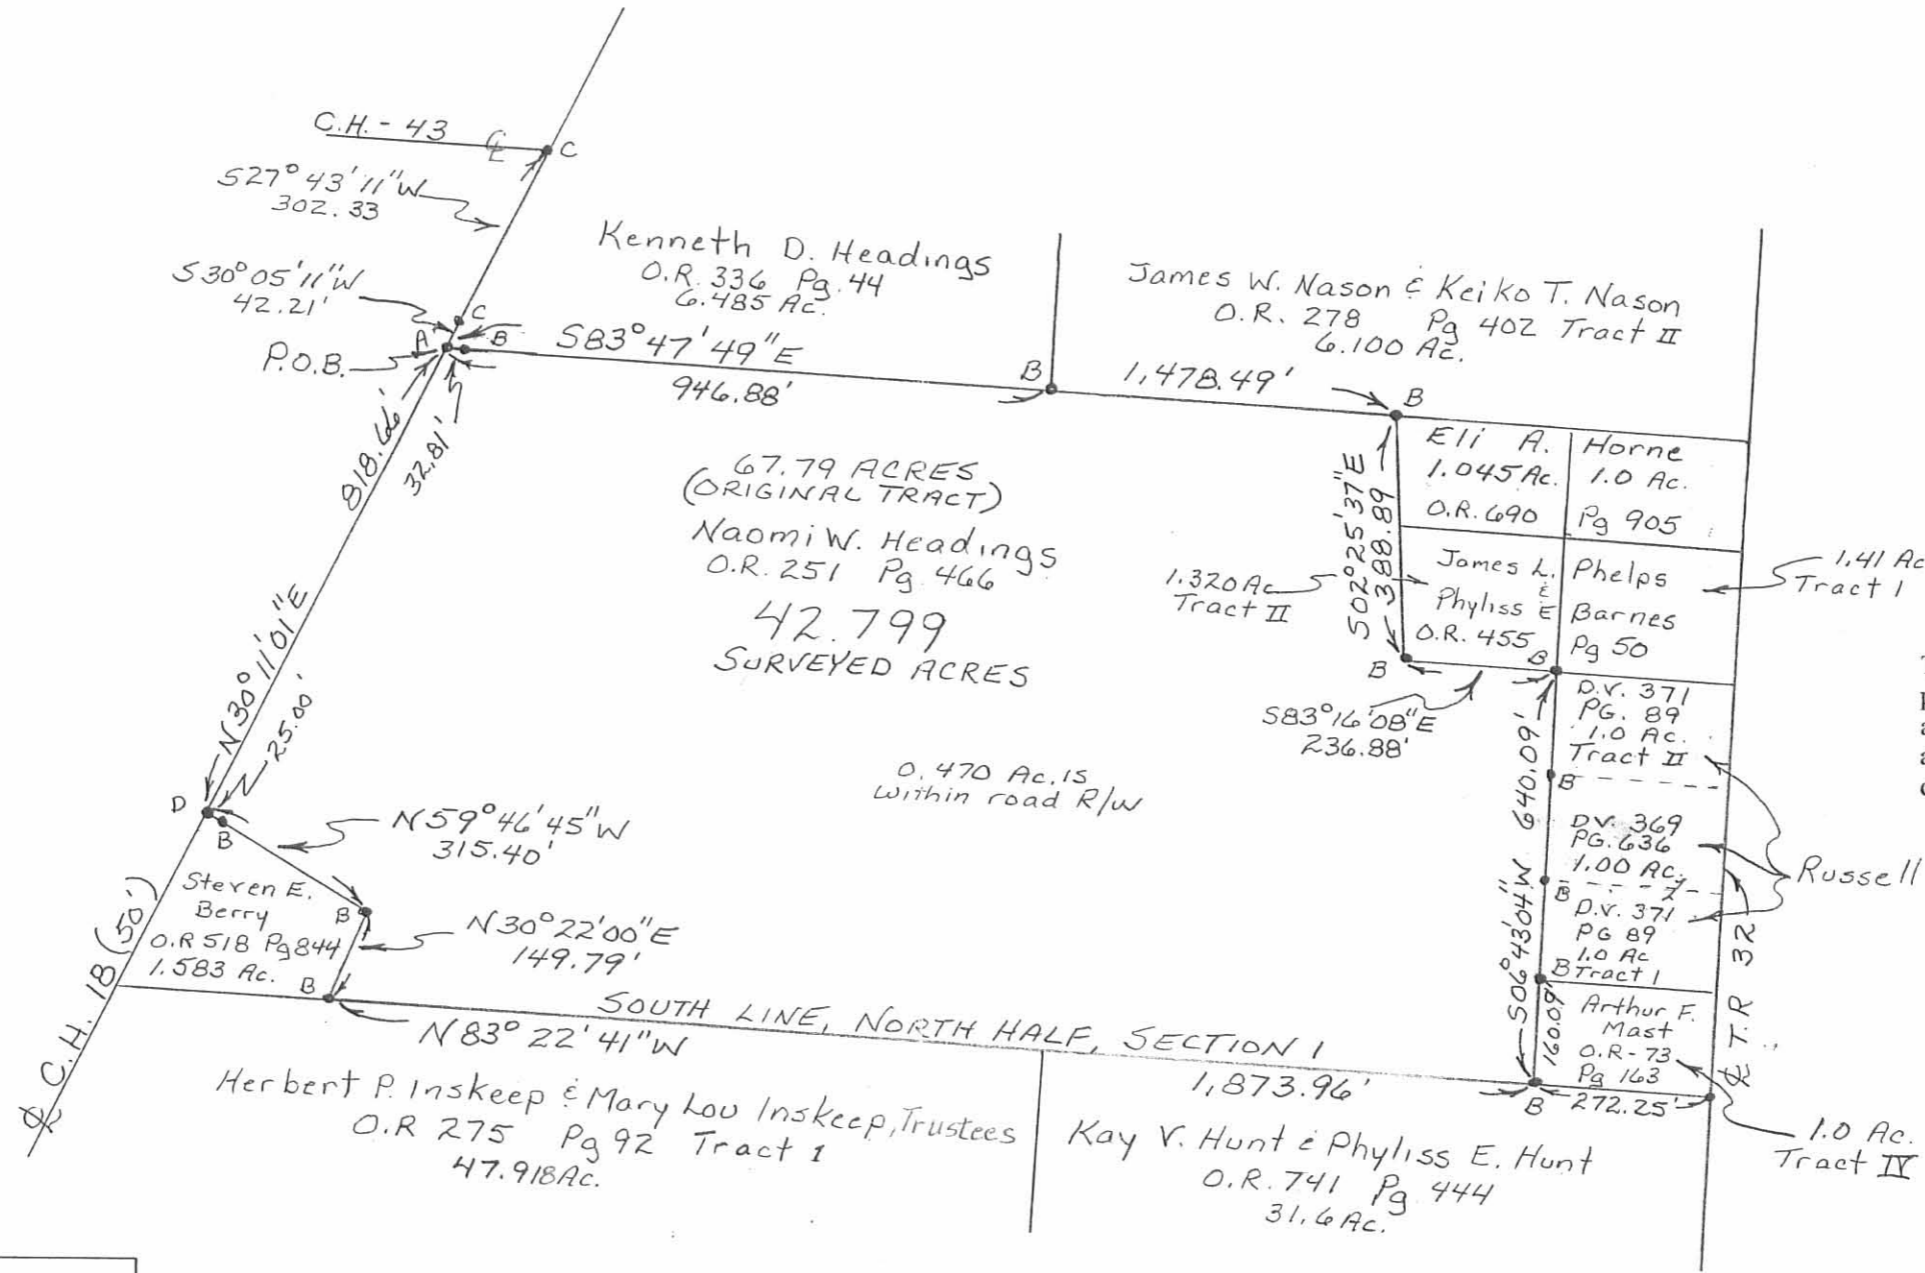 C.H. - 43
℄
C
S27° 43' 11" W
302.33
S30° 05' 11" W
42.21'
C
A
B
P.O.B.
Kenneth D. Headings
O.R. 336 Pg. 44
6.485 Ac.
S83° 47' 49" E
946.88'
B
James W. Nason & Keiko T. Nason
O.R. 278 Pg 402 Tract II
6.100 Ac.
1,478.49'
B
818.66'
32.81'
N30° 11' 01" E
25.00'
67.79 ACRES
(ORIGINAL TRACT)
Naomi W. Headings
O.R. 251 Pg. 466
42.799
SURVEYED ACRES
S02° 25' 37" E
388.89
Eli A. Horne
1.045 Ac. 1.0 Ac.
O.R. 690 Pg 905
James L. Phelps
&
Phyliss E Barnes
O.R. 455 Pg 50
1.320 Ac
Tract II
1.41 Ac
Tract 1
B
B
S83° 16' 08" E
236.88'
0.470 Ac. is
within road R/W
D.V. 371
PG. 89
1.0 Ac.
Tract II
B
D.V. 369
PG. 636
1.00 Ac.
B
D.V. 371
PG 89
1.0 Ac
Tract 1
B
Russell
640.09'
S06° 43' 04" W
160.09'
℄ T.R 32
D
B
N59° 46' 45" W
315.40'
Steven E.
Berry
O.R 518 Pg 844
1.583 Ac.
B
N30° 22' 00" E
149.79'
B
℄ C.H. 18 (50')
SOUTH LINE, NORTH HALF, SECTION 1
N 83° 22' 41" W
1,873.96'
B
272.25'
Arthur F.
Mast
O.R - 73
Pg 163
1.0 Ac.
Tract IV
Herbert P. Inskeep & Mary Lou Inskeep, Trustees
O.R 275 Pg 92 Tract 1
47.918 Ac.
Kay V. Hunt & Phyliss E. Hunt
O.R. 741 Pg 444
31.6 Ac.